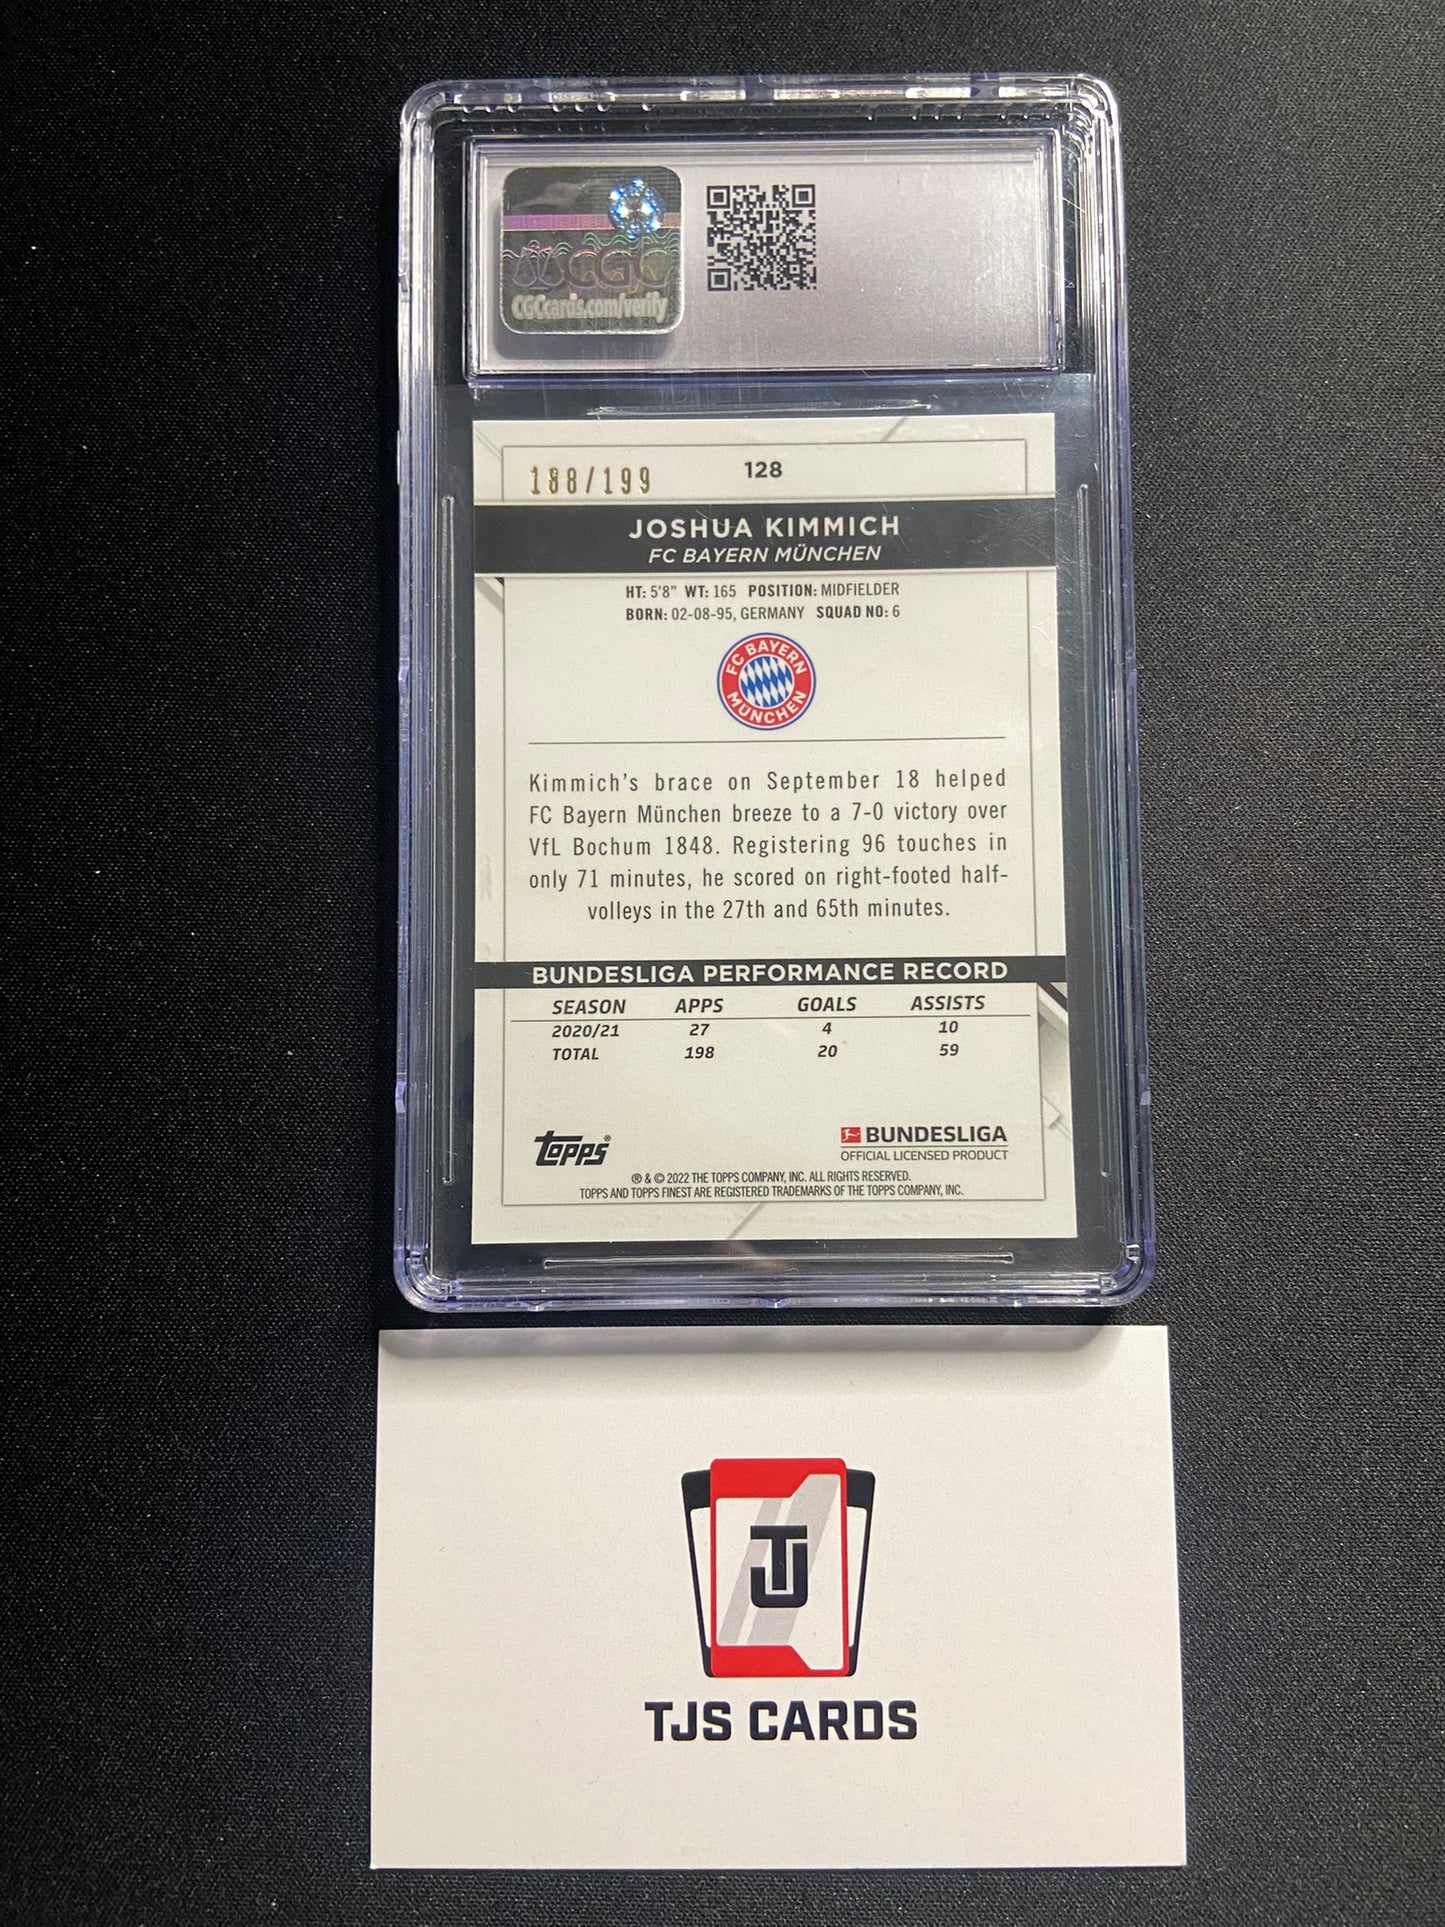 CGC
CGCcards.com/verify
188/199
128
JOSHUA KIMMICH
FC BAYERN MÜNCHEN
HT: 5'8" WT: 165 POSITION: MIDFIELDER
BORN: 02-08-95, GERMANY SQUAD NO: 6
FC BAYERN
MÜNCHEN
Kimmich's brace on September 18 helped
FC Bayern München breeze to a 7-0 victory over
VfL Bochum 1848. Registering 96 touches in
only 71 minutes, he scored on right-footed half-
volleys in the 27th and 65th minutes.
BUNDESLIGA PERFORMANCE RECORD
SEASON APPS GOALS ASSISTS
2020/21 27 4 10
TOTAL 198 20 59
topps®
BUNDESLIGA
OFFICIAL LICENSED PRODUCT
® & © 2022 THE TOPPS COMPANY, INC. ALL RIGHTS RESERVED.
TOPPS AND TOPPS FINEST ARE REGISTERED TRADEMARKS OF THE TOPPS COMPANY, INC.
TJ
TJS CARDS